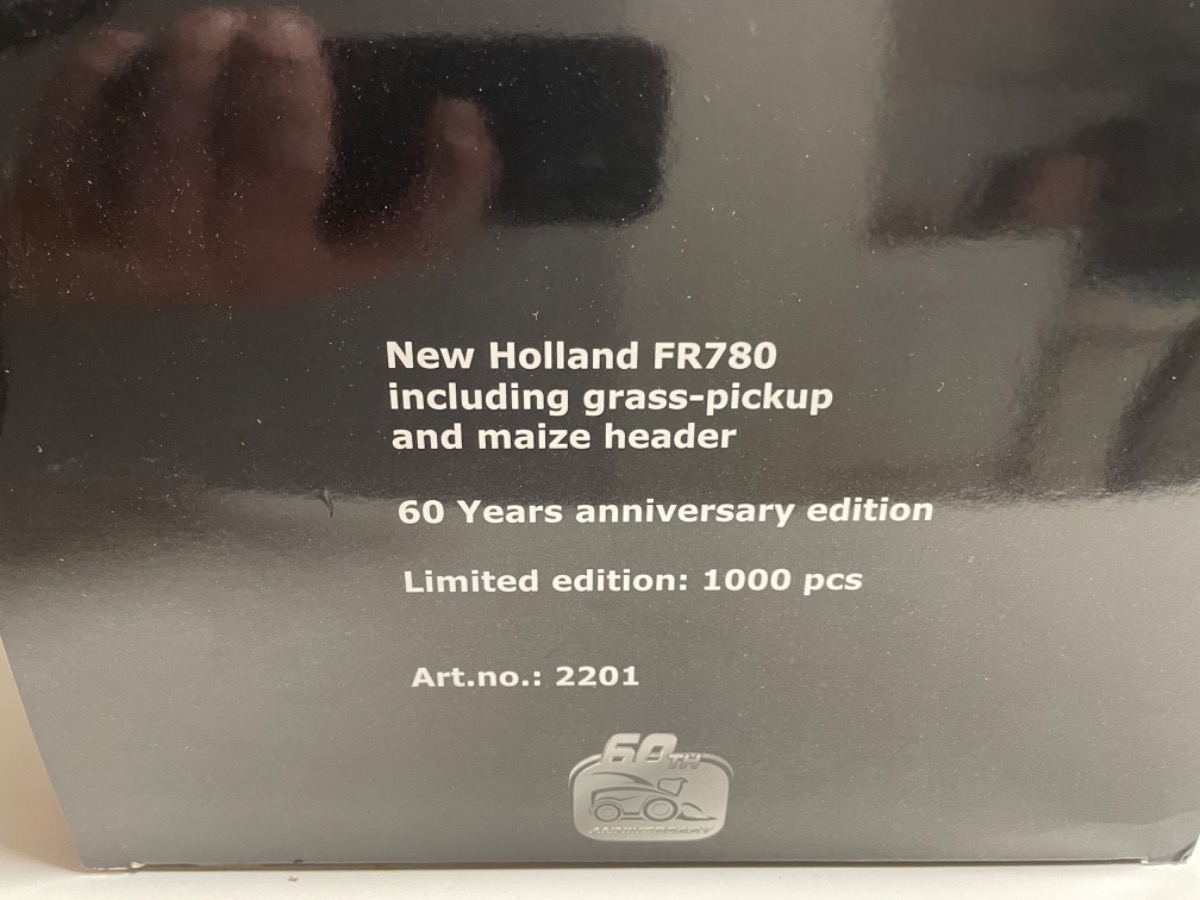 New Holland FR780
including grass-pickup
and maize header
60 Years anniversary edition
Limited edition: 1000 pcs
Art.no.: 2201
60TH
ANNIVERSARY